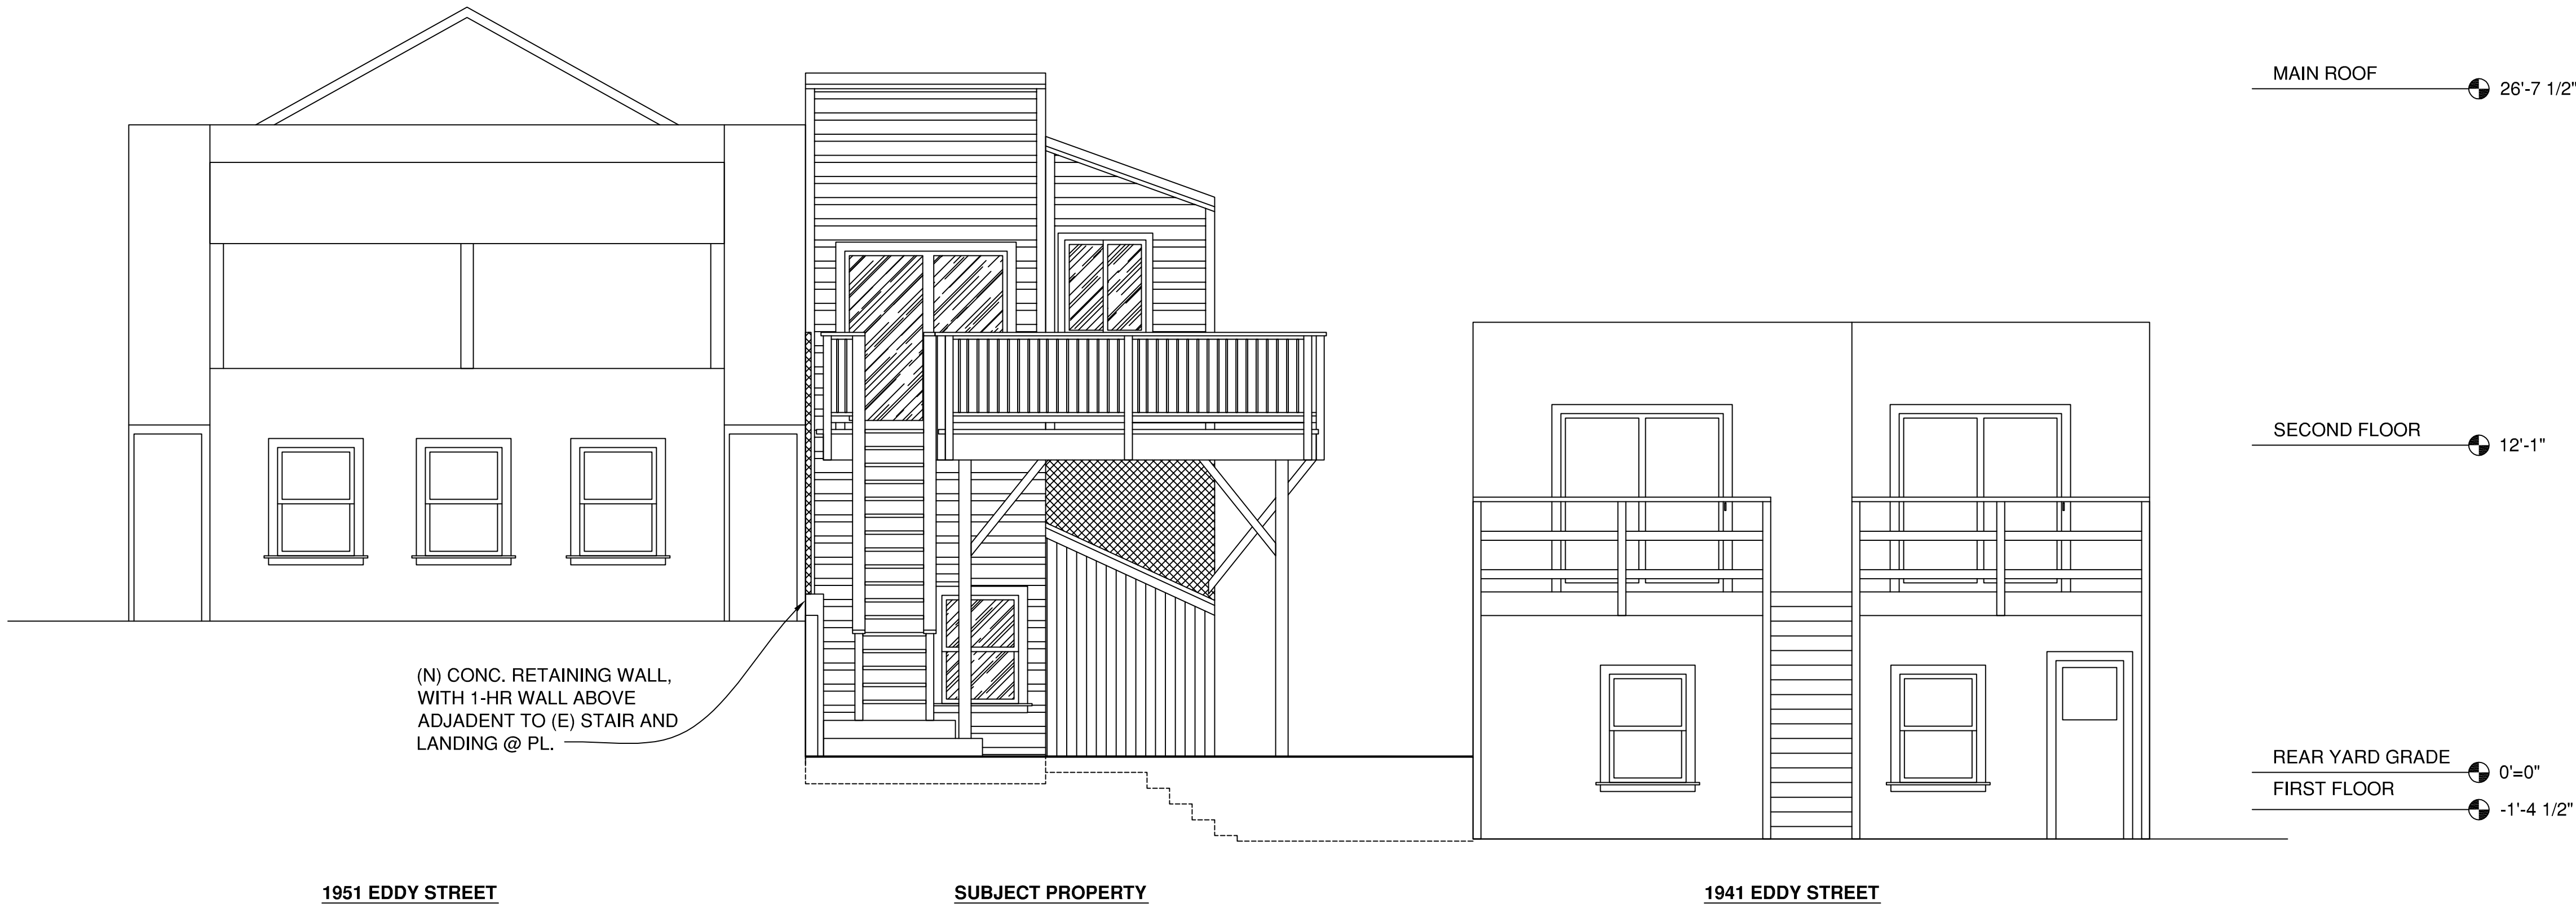 MAIN ROOF
26'-7 1/2"
SECOND FLOOR
12'-1"
(N) CONC. RETAINING WALL,
WITH 1-HR WALL ABOVE
ADJADENT TO (E) STAIR AND
LANDING @ PL.
REAR YARD GRADE
0'=0"
FIRST FLOOR
-1'-4 1/2"
1951 EDDY STREET
SUBJECT PROPERTY
1941 EDDY STREET